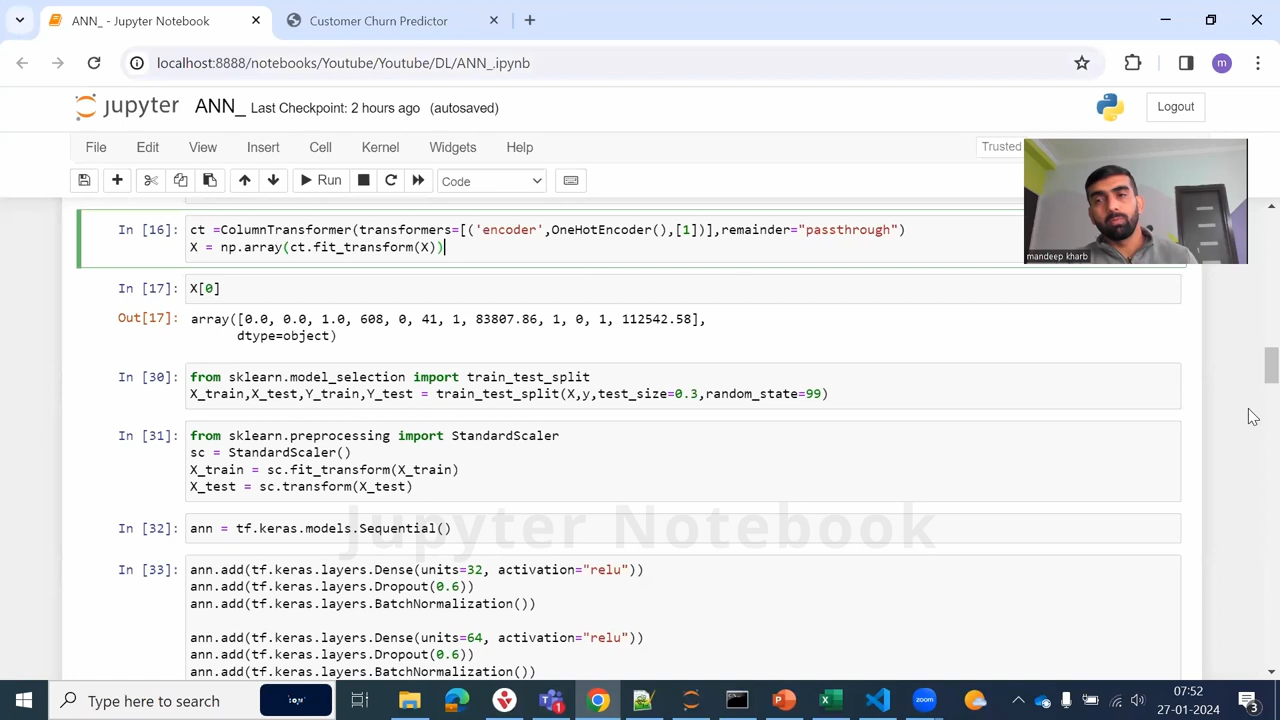 ANN_ - Jupyter Notebook
Customer Churn Predictor
localhost:8888/notebooks/Youtube/Youtube/DL/ANN_.ipynb
m
jupyter ANN_ Last Checkpoint: 2 hours ago (autosaved)
Logout
File Edit View Insert Cell Kernel Widgets Help
Trusted
Run
Code
mandeep kharb
In [16]: ct =ColumnTransformer(transformers=[('encoder',OneHotEncoder(),[1])],remainder="passthrough")
X = np.array(ct.fit_transform(X))
In [17]: X[0]
Out[17]: array([0.0, 0.0, 1.0, 608, 0, 41, 1, 83807.86, 1, 0, 1, 112542.58],
dtype=object)
In [30]: from sklearn.model_selection import train_test_split
X_train,X_test,Y_train,Y_test = train_test_split(X,y,test_size=0.3,random_state=99)
In [31]: from sklearn.preprocessing import StandardScaler
sc = StandardScaler()
X_train = sc.fit_transform(X_train)
X_test = sc.transform(X_test)
Jupyter Notebook
In [32]: ann = tf.keras.models.Sequential()
In [33]: ann.add(tf.keras.layers.Dense(units=32, activation="relu"))
ann.add(tf.keras.layers.Dropout(0.6))
ann.add(tf.keras.layers.BatchNormalization())
ann.add(tf.keras.layers.Dense(units=64, activation="relu"))
ann.add(tf.keras.layers.Dropout(0.6))
ann.add(tf.keras.layers.BatchNormalization())
Type here to search
zoom
07:52
27-01-2024
3